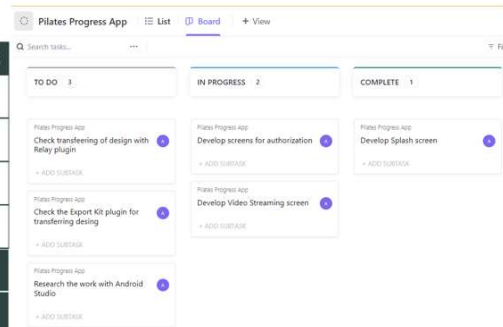 Pilates Progress App
List
Board
+ View
Search tasks...
TO DO 3
IN PROGRESS 2
COMPLETE 1
Pilates Progress App
Check transferring of design with
Relay plugin
A
+ ADD SUBTASK
Pilates Progress App
Check the Export Kit plugin for
transferring desing
A
+ ADD SUBTASK
Pilates Progress App
Research the work with Android
Studio
A
+ ADD SUBTASK
Pilates Progress App
Develop screens for authorization
A
+ ADD SUBTASK
Pilates Progress App
Develop Video Streaming screen
A
+ ADD SUBTASK
Pilates Progress App
Develop Splash screen
A
+ ADD SUBTASK